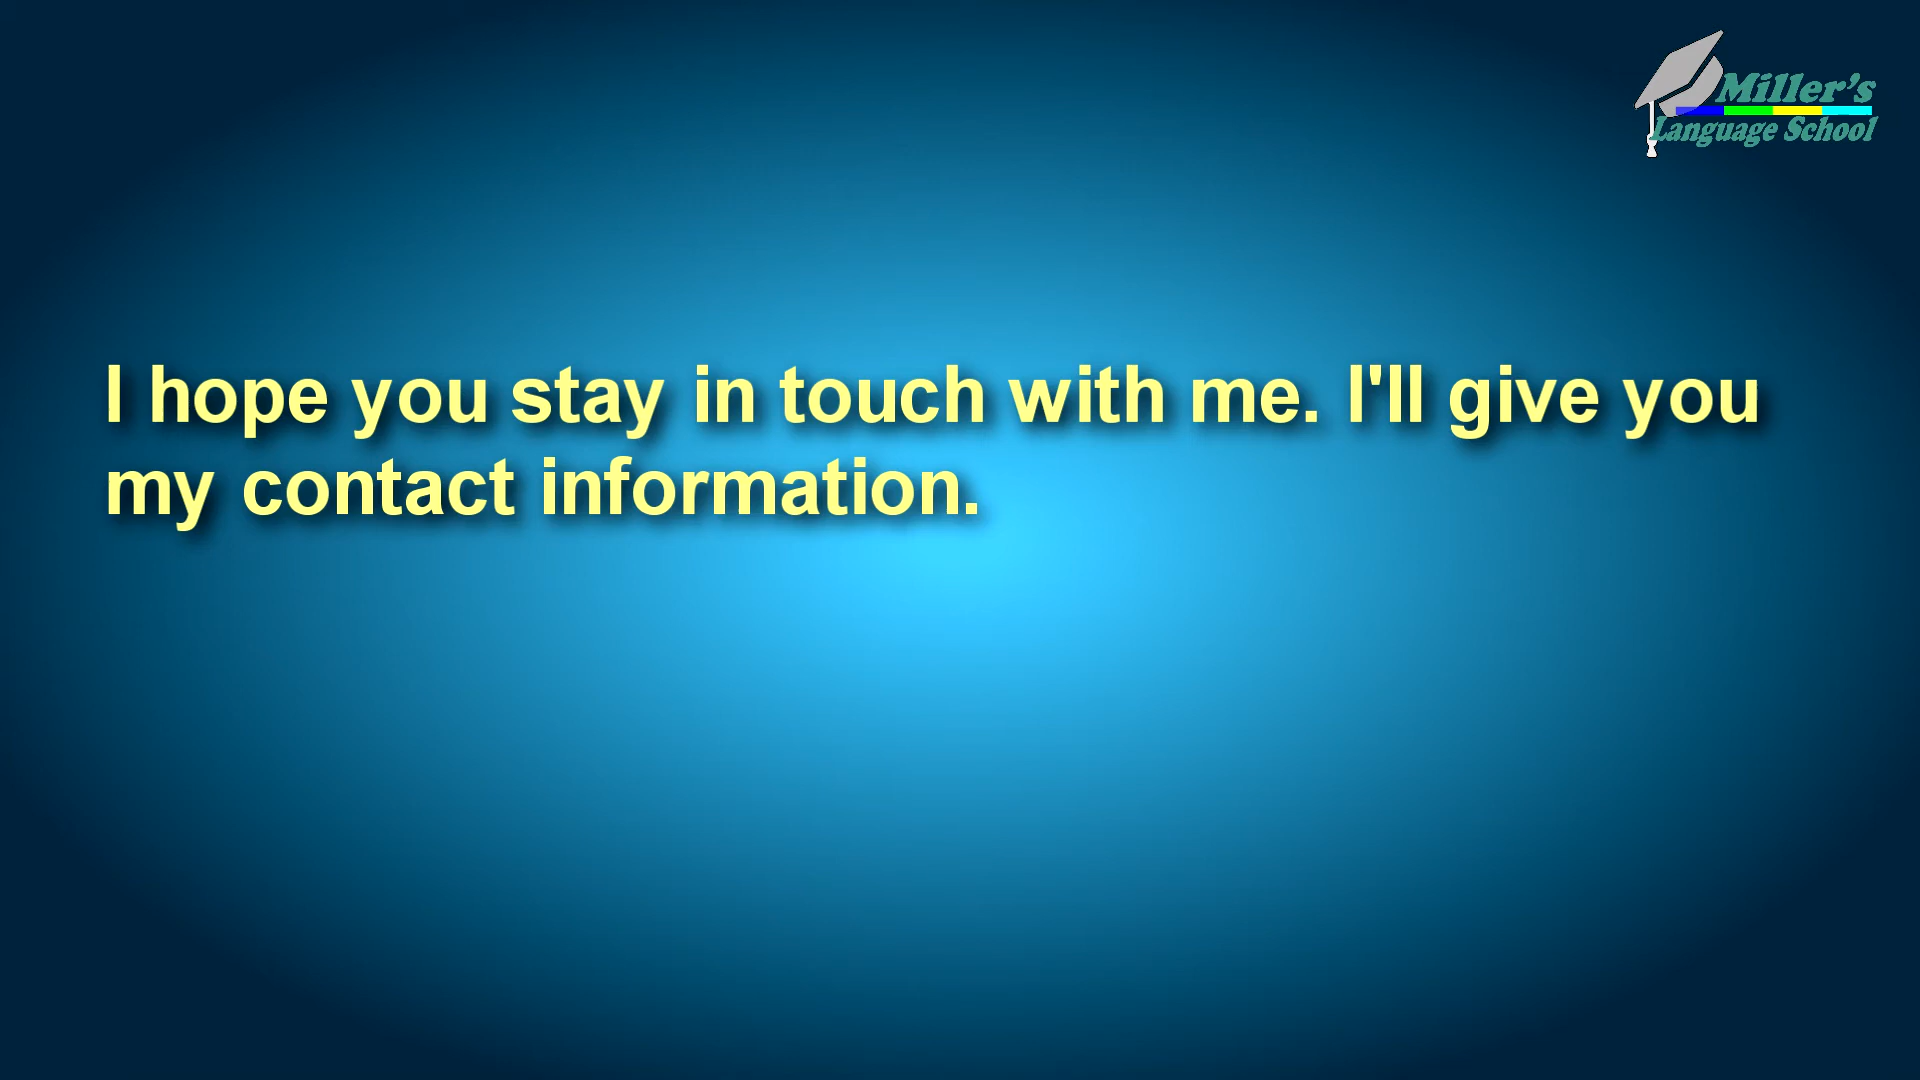 Miller's
Language School
I hope you stay in touch with me. I'll give you
my contact information.